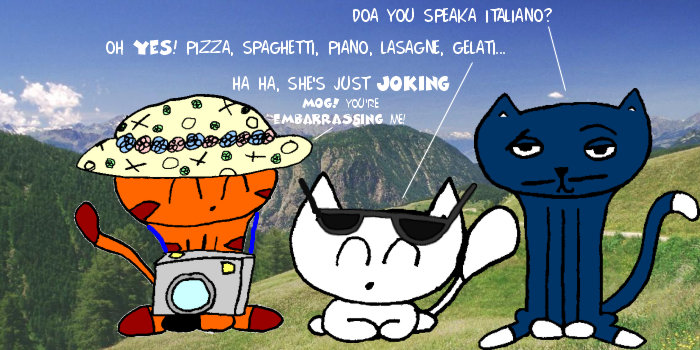 DOA YOU SPEAKA ITALIANO?
OH YES! PIZZA, SPAGHETTI, PIANO, LASAGNE, GELATI...
HA HA, SHE'S JUST JOKING
MOG! YOU'RE
EMBARRASSING ME!